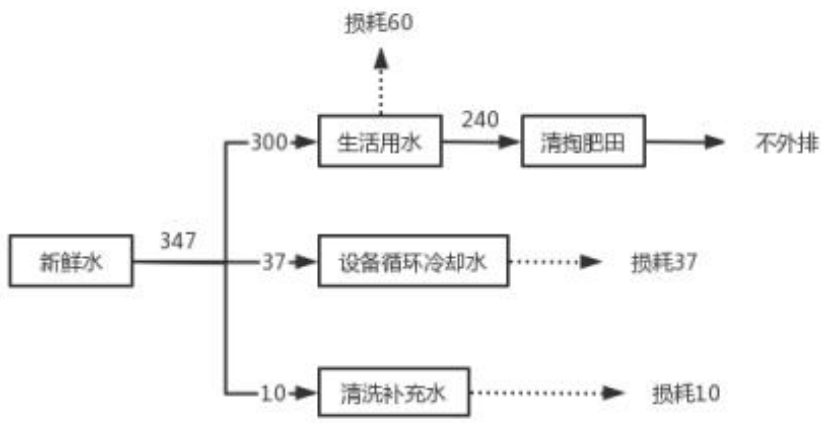 损耗60
240
300
生活用水
清掏肥田
不外排
347
新鲜水
37
设备循环冷却水
损耗37
10
清洗补充水
损耗10